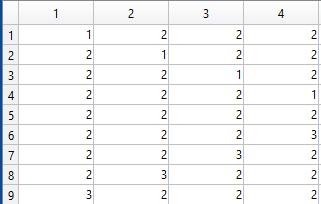 1 2 3 4
1 1 2 2 2
2 2 1 2 2
3 2 2 1 2
4 2 2 2 1
5 2 2 2 2
6 2 2 2 3
7 2 2 3 2
8 2 3 2 2
9 3 2 2 2